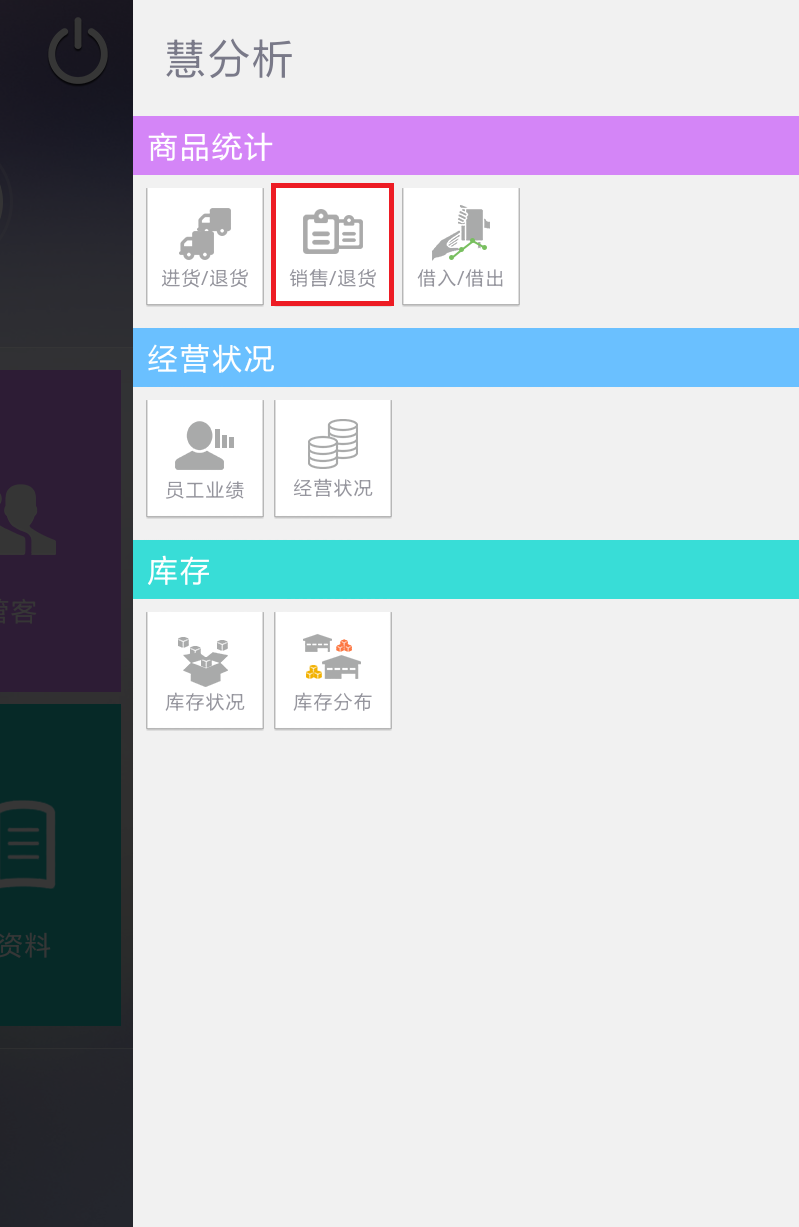 慧分析
商品统计
进货/退货
销售/退货
借入/借出
经营状况
员工业绩
经营状况
管客
库存
库存状况
库存分布
资料